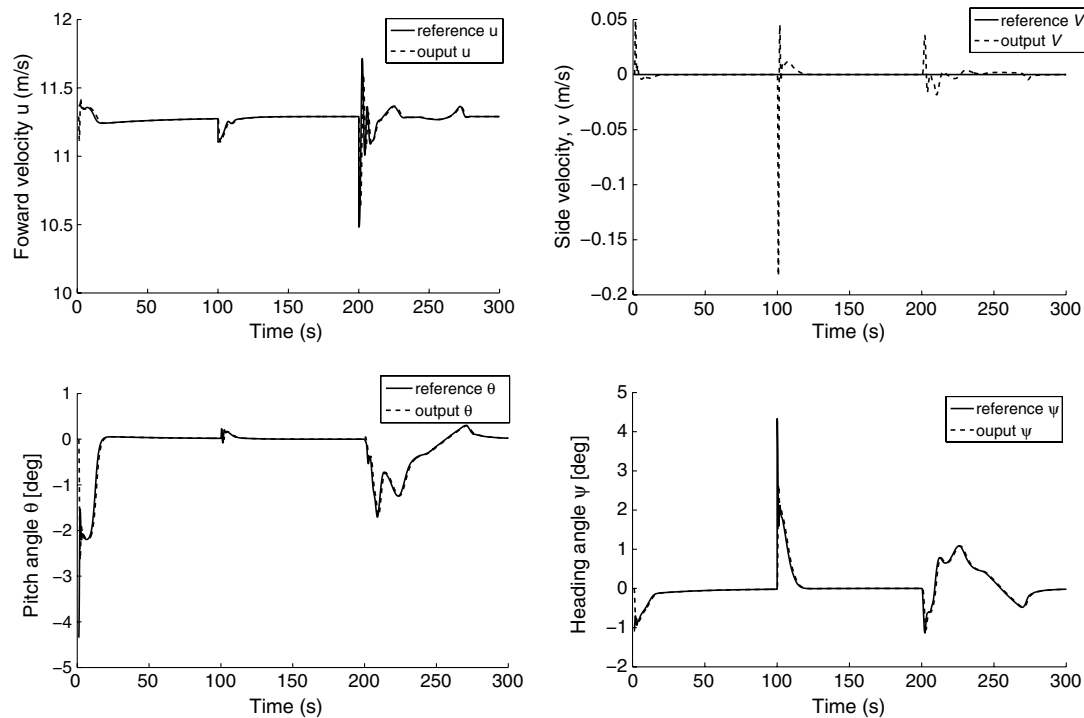 12
11.5
11
10.5
10
Foward velocity u (m/s)
reference u
ouput u
0 50 100 150 200 250 300
Time (s)
0.05
0
−0.05
−0.1
−0.15
−0.2
Side velocity, v (m/s)
reference V
output V
0 50 100 150 200 250 300
Time (s)
1
0
−1
−2
−3
−4
−5
Pitch angle θ [deg]
reference θ
output θ
0 50 100 150 200 250 300
Time (s)
5
4
3
2
1
0
−1
−2
Heading angle ψ [deg]
reference ψ
ouput ψ
0 50 100 150 200 250 300
Time (s)